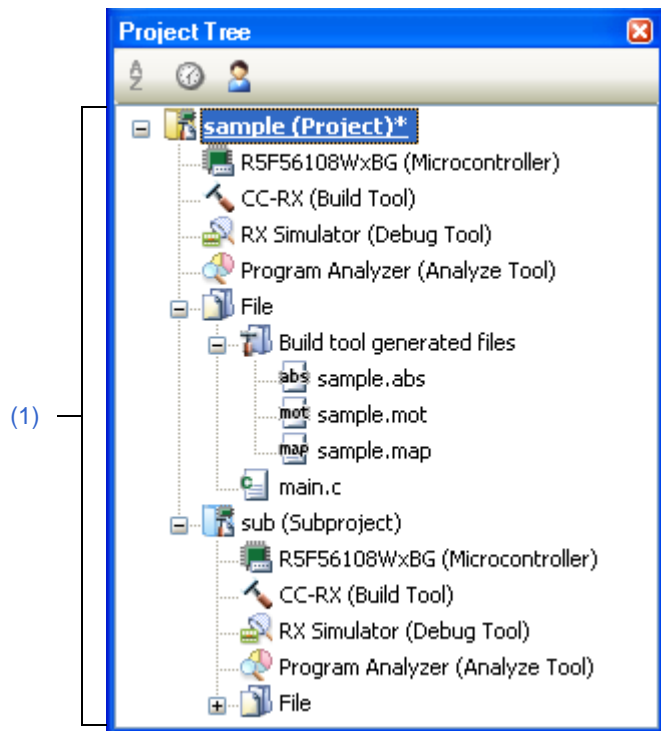 Project Tree
A
Z
sample (Project)*
R5F56108WxBG (Microcontroller)
CC-RX (Build Tool)
RX Simulator (Debug Tool)
Program Analyzer (Analyze Tool)
File
Build tool generated files
abs sample.abs
mot sample.mot
map sample.map
(1)
C main.c
sub (Subproject)
R5F56108WxBG (Microcontroller)
CC-RX (Build Tool)
RX Simulator (Debug Tool)
Program Analyzer (Analyze Tool)
File